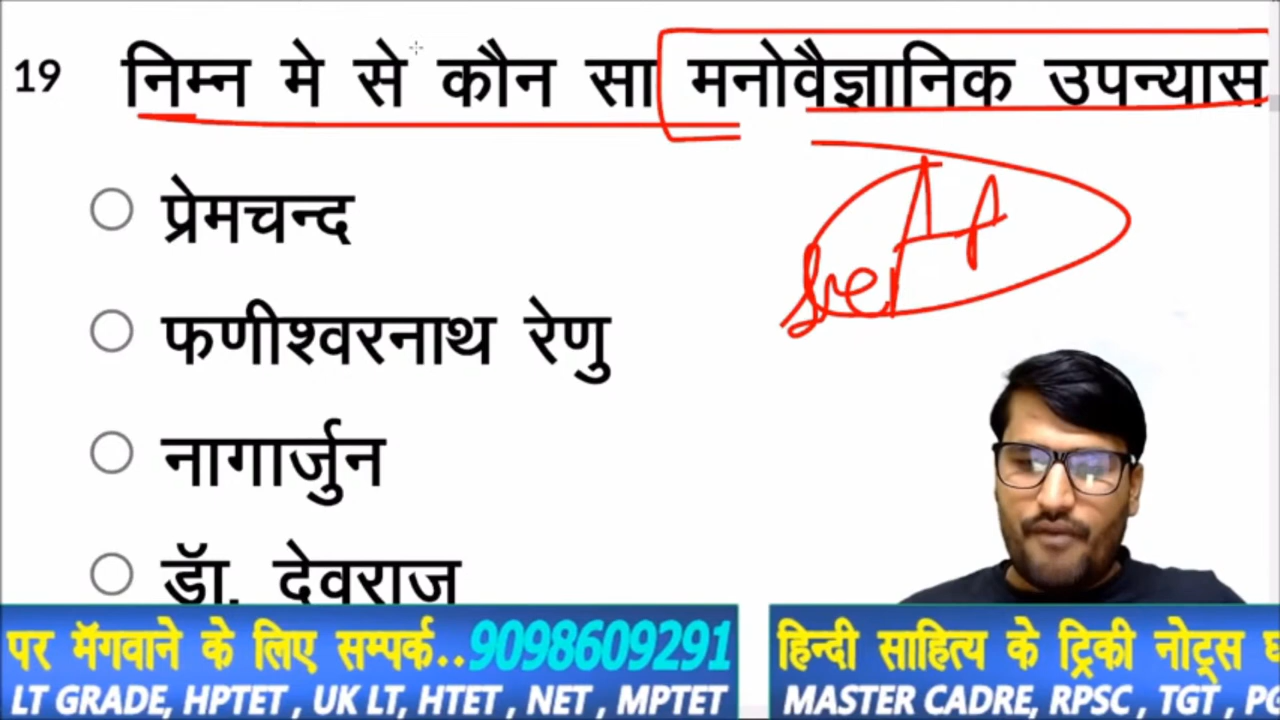 19 निम्न मे से कौन सा मनोवैज्ञानिक उपन्यास
प्रेमचन्द
फणीश्वरनाथ रेणु
नागार्जुन
डॉ. देवराज
पर मॅगवाने के लिए सम्पर्क..9098609291
LT GRADE, HPTET , UK LT, HTET , NET , MPTET
हिन्दी साहित्य के ट्रिकी नोट्स
MASTER CADRE, RPSC , TGT ,